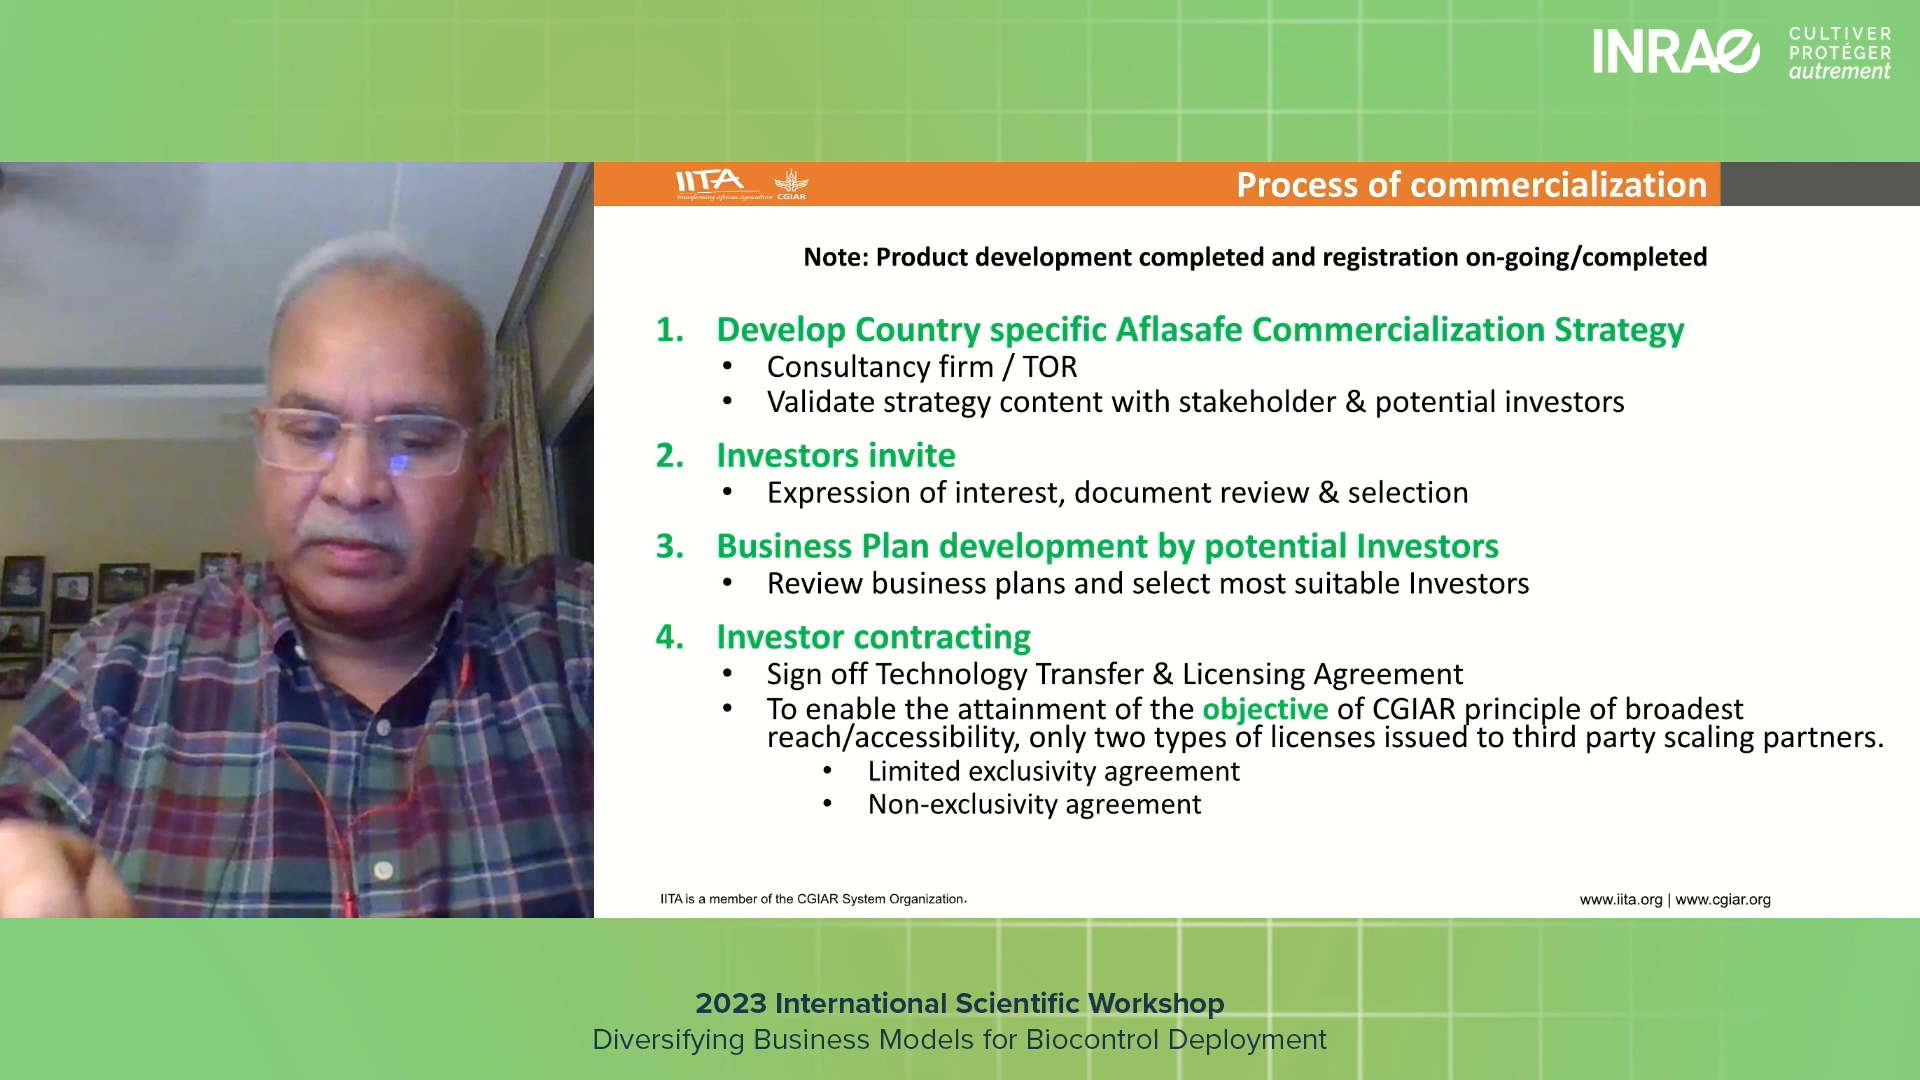 INRAE
CULTIVER
PROTÉGER
autrement
IITA
Transforming African Agriculture
CGIAR
Process of commercialization
Note: Product development completed and registration on-going/completed
1. Develop Country specific Aflasafe Commercialization Strategy
• Consultancy firm / TOR
• Validate strategy content with stakeholder & potential investors
2. Investors invite
• Expression of interest, document review & selection
3. Business Plan development by potential Investors
• Review business plans and select most suitable Investors
4. Investor contracting
• Sign off Technology Transfer & Licensing Agreement
• To enable the attainment of the objective of CGIAR principle of broadest
reach/accessibility, only two types of licenses issued to third party scaling partners.
• Limited exclusivity agreement
• Non-exclusivity agreement
IITA is a member of the CGIAR System Organization.
www.iita.org | www.cgiar.org
2023 International Scientific Workshop
Diversifying Business Models for Biocontrol Deployment